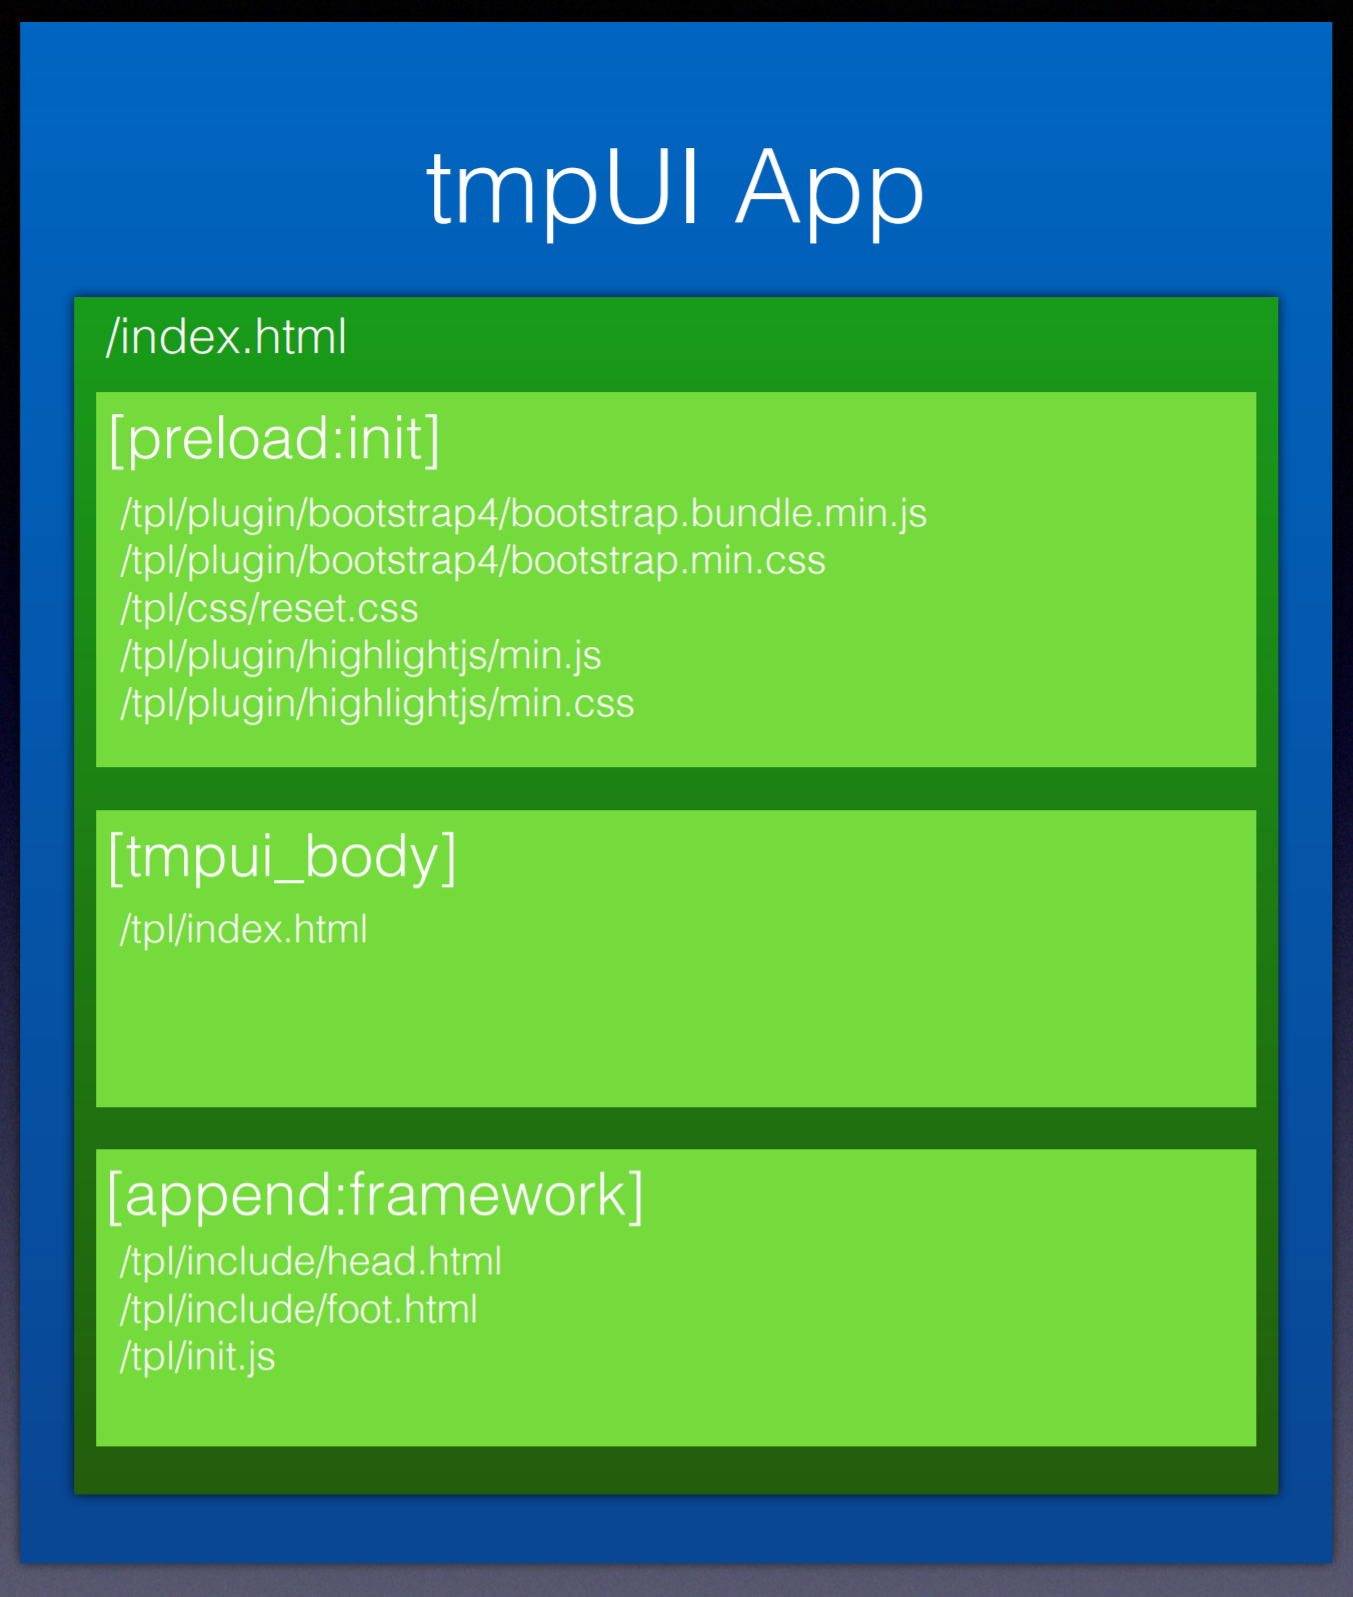 tmpUI App
/index.html
[preload:init]
/tpl/plugin/bootstrap4/bootstrap.bundle.min.js
/tpl/plugin/bootstrap4/bootstrap.min.css
/tpl/css/reset.css
/tpl/plugin/highlightjs/min.js
/tpl/plugin/highlightjs/min.css
[tmpui_body]
/tpl/index.html
[append:framework]
/tpl/include/head.html
/tpl/include/foot.html
/tpl/init.js